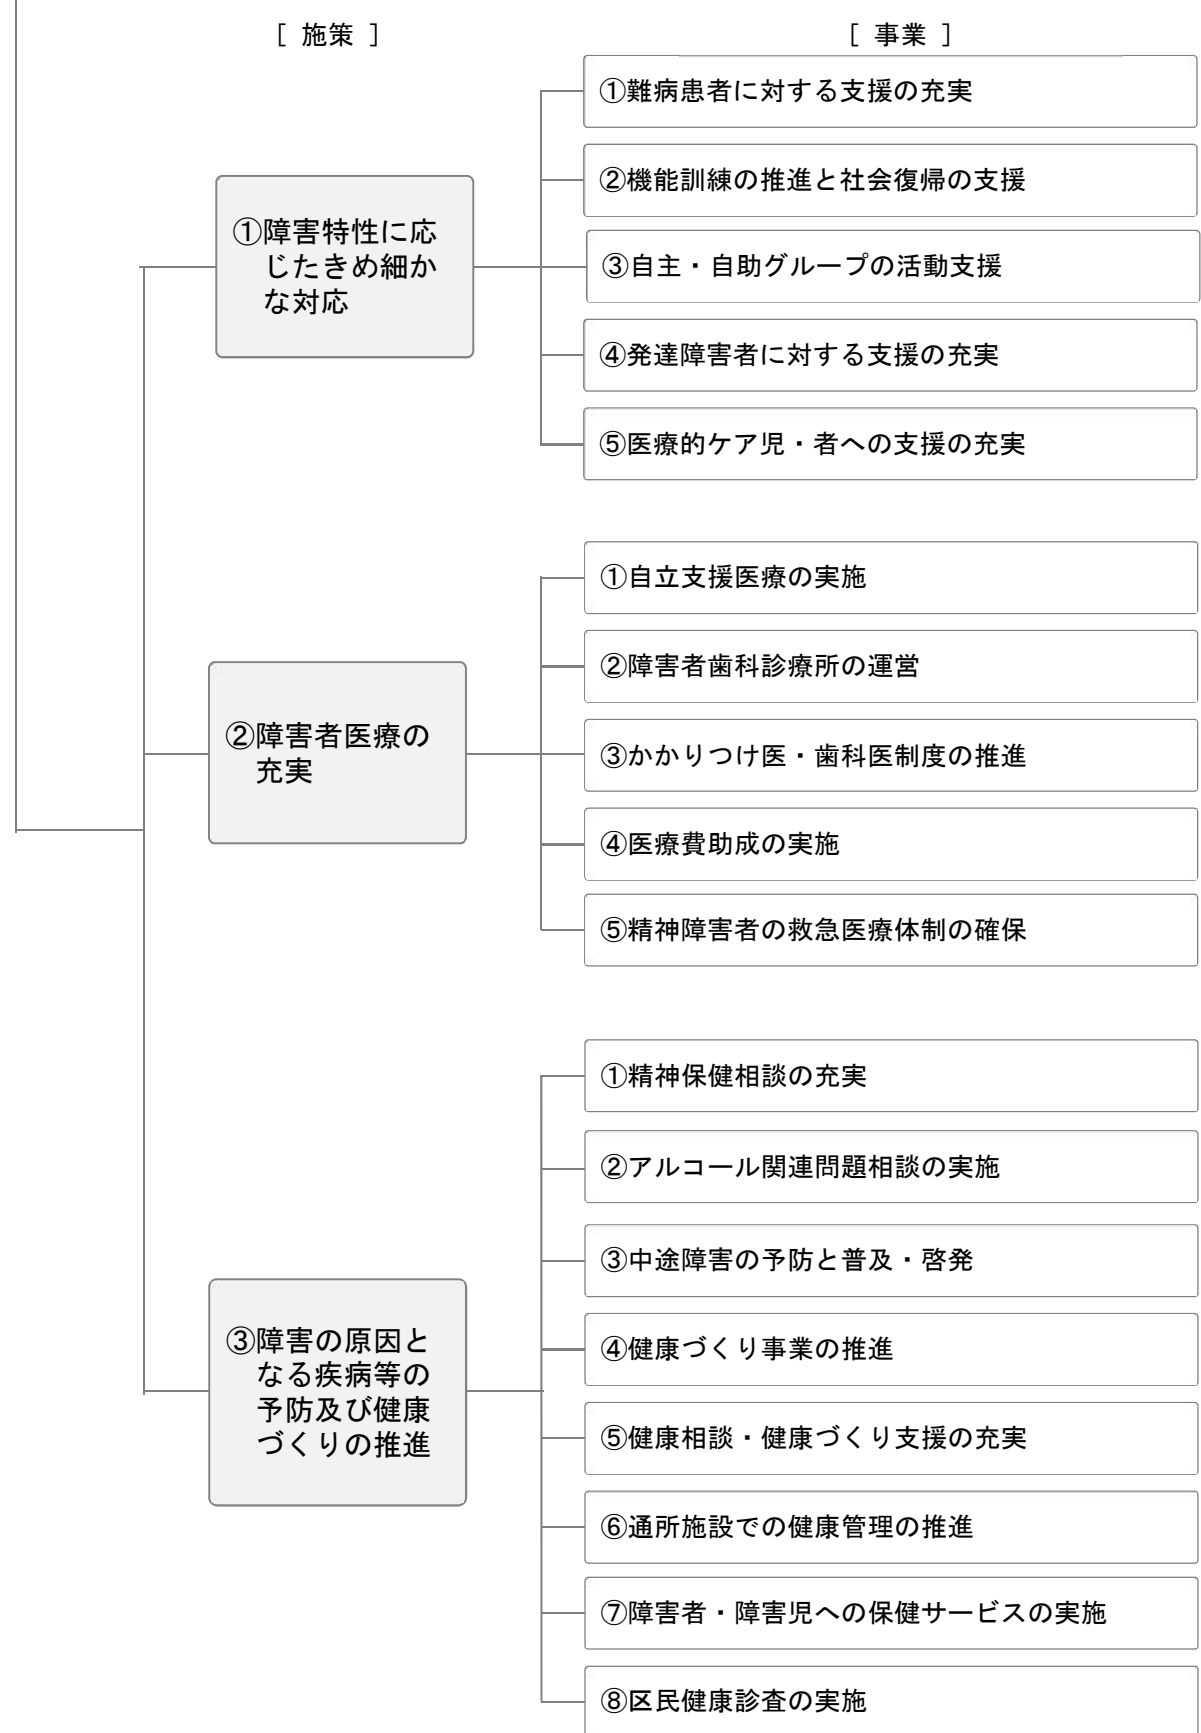 [ 施策 ]
[ 事業 ]
①障害特性に応
じたきめ細か
な対応
①難病患者に対する支援の充実
②機能訓練の推進と社会復帰の支援
③自主・自助グループの活動支援
④発達障害者に対する支援の充実
⑤医療的ケア児・者への支援の充実
②障害者医療の
充実
①自立支援医療の実施
②障害者歯科診療所の運営
③かかりつけ医・歯科医制度の推進
④医療費助成の実施
⑤精神障害者の救急医療体制の確保
③障害の原因と
なる疾病等の
予防及び健康
づくりの推進
①精神保健相談の充実
②アルコール関連問題相談の実施
③中途障害の予防と普及・啓発
④健康づくり事業の推進
⑤健康相談・健康づくり支援の充実
⑥通所施設での健康管理の推進
⑦障害者・障害児への保健サービスの実施
⑧区民健康診査の実施